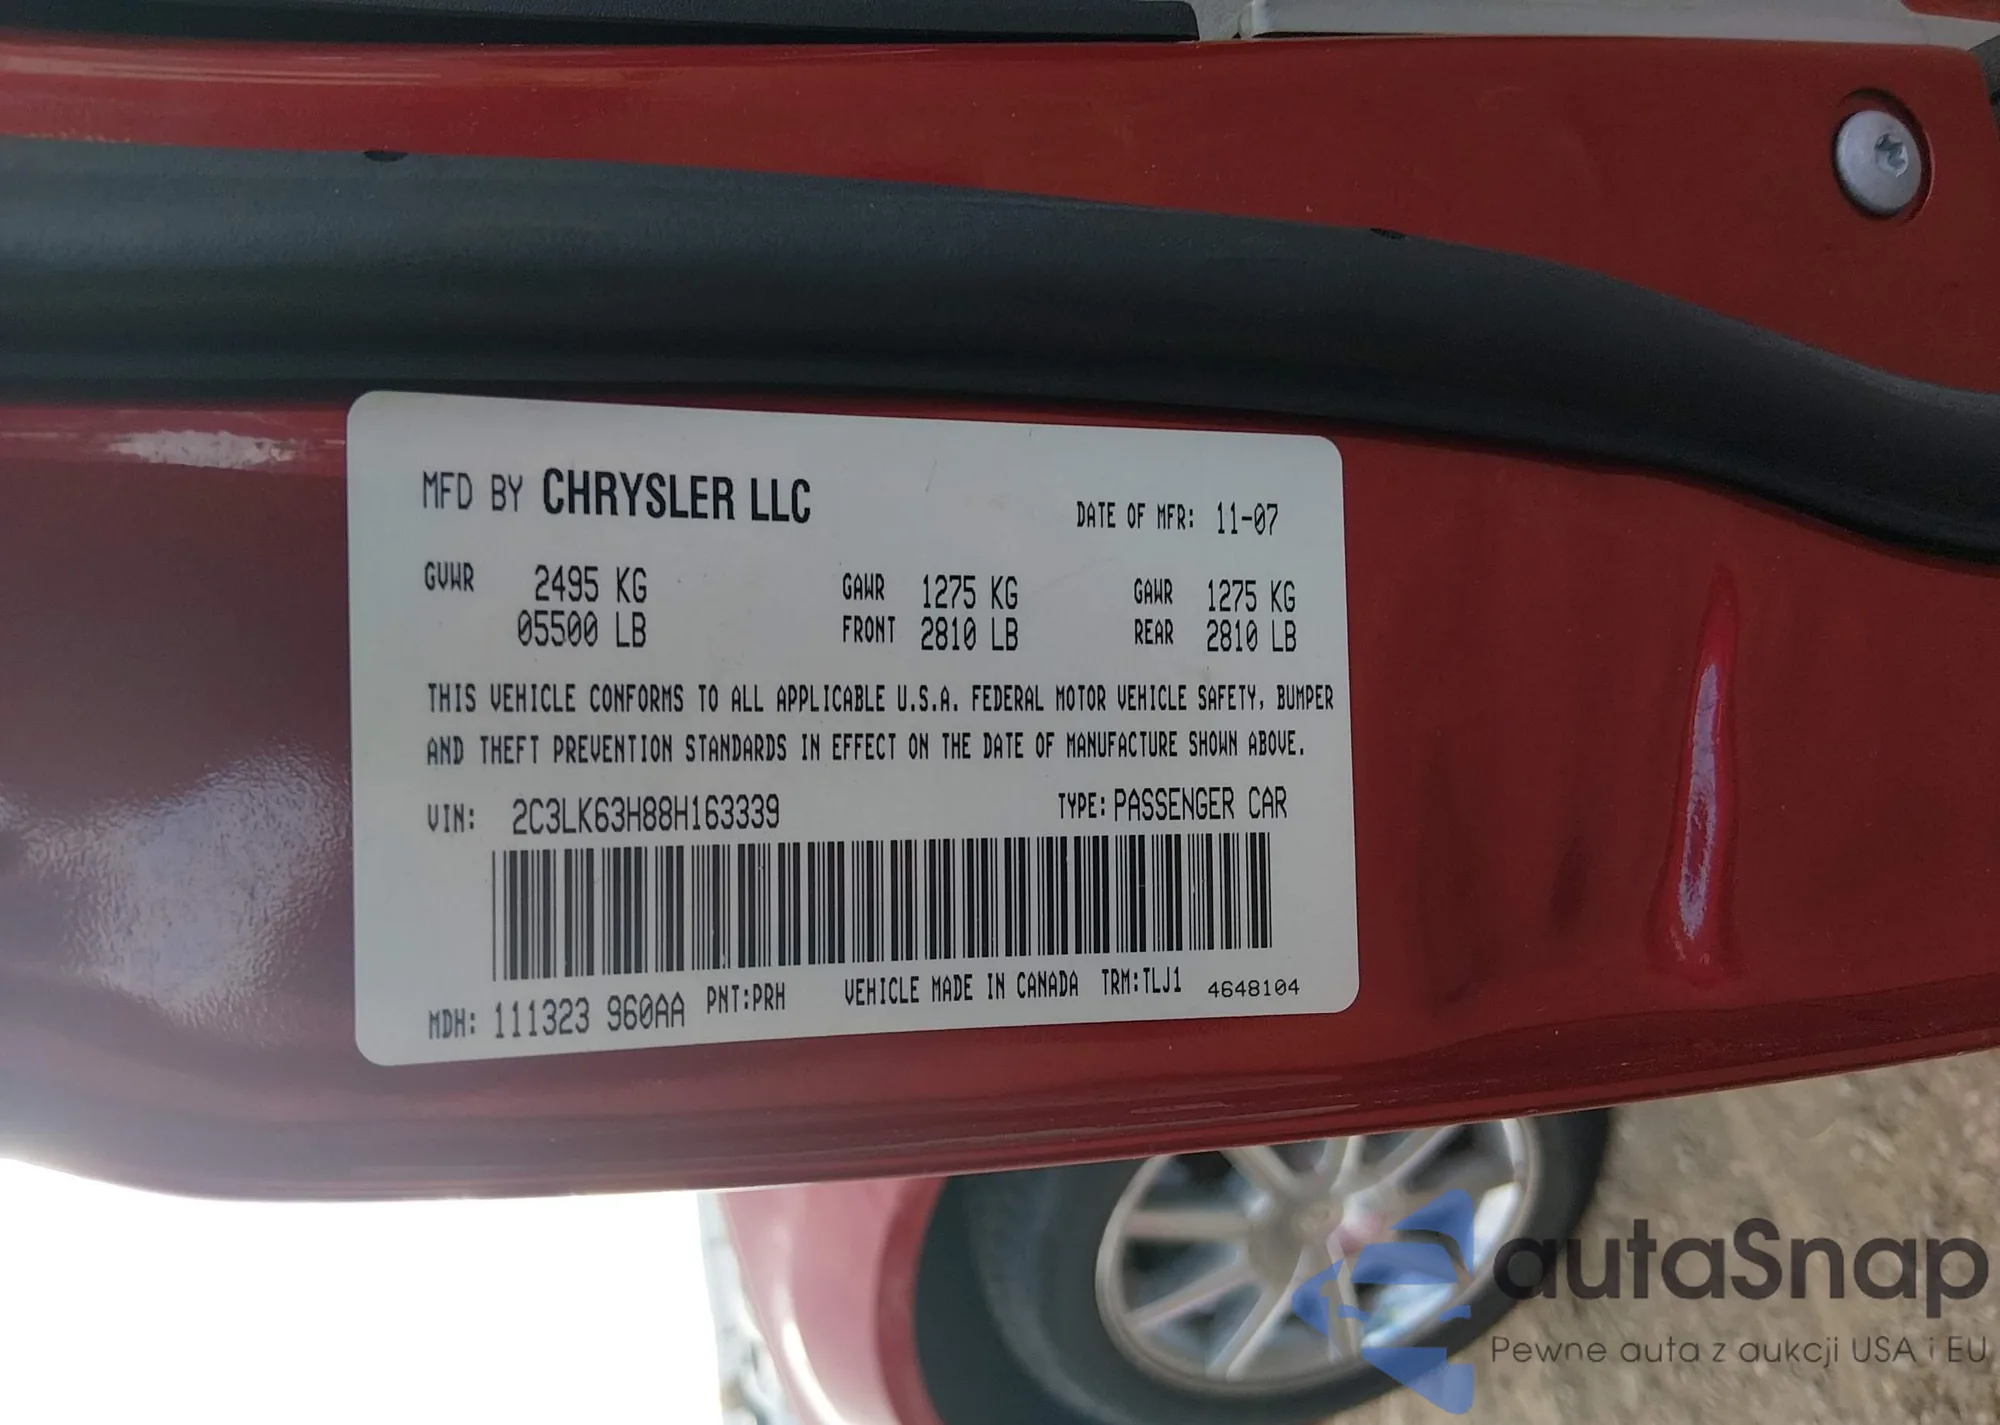 MFD BY CHRYSLER LLC DATE OF MFR: 11-07
GVWR 2495 KG GAWR 1275 KG GAWR 1275 KG
05500 LB FRONT 2810 LB REAR 2810 LB
THIS VEHICLE CONFORMS TO ALL APPLICABLE U.S.A. FEDERAL MOTOR VEHICLE SAFETY, BUMPER
AND THEFT PREVENTION STANDARDS IN EFFECT ON THE DATE OF MANUFACTURE SHOWN ABOVE.
VIN: 2C3LK63H88H163339 TYPE: PASSENGER CAR
MDH: 111323 960AA PNT:PRH VEHICLE MADE IN CANADA TRM:TLJ1 4648104
autaSnap
Pewne auta z aukcji USA i EU